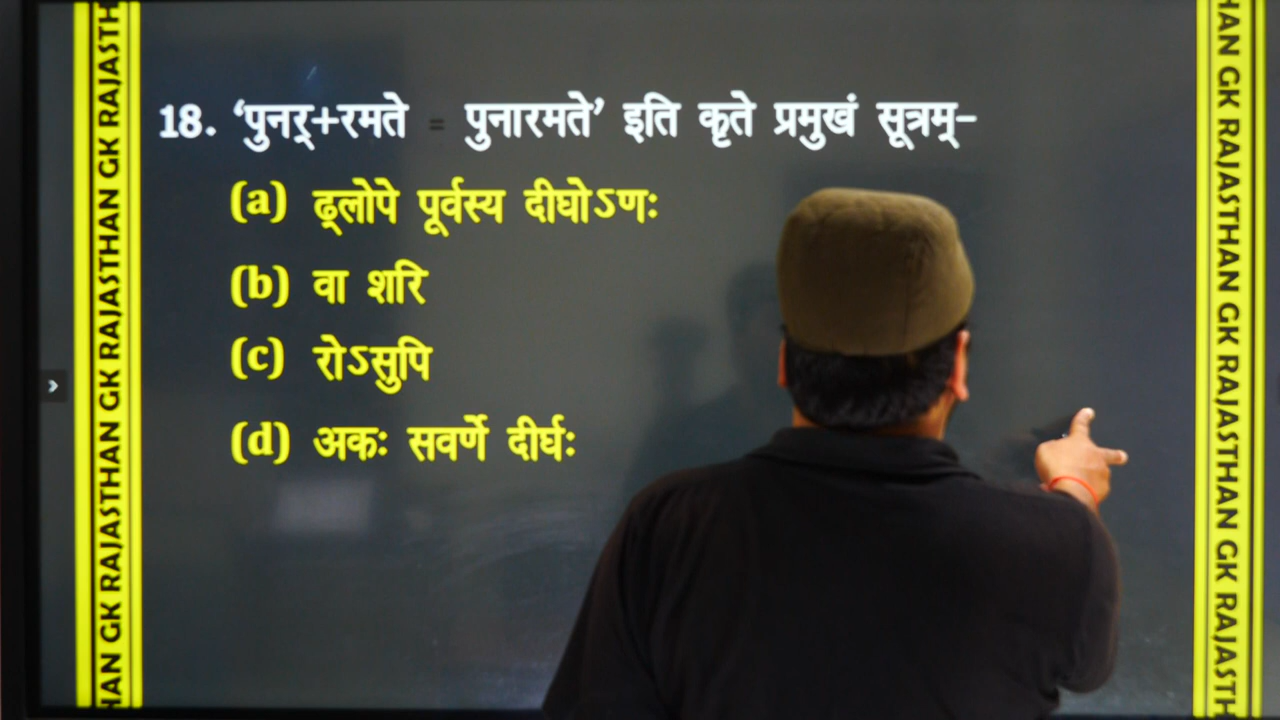 18. ‘पुनर्+रमते = पुनारमते’ इति कृते प्रमुखं सूत्रम्–
(a) ढ्लोपे पूर्वस्य दीर्घोऽणः
(b) वा शरि
(c) रोऽसुपि
(d) अकः सवर्णे दीर्घः
HAN GK RAJASTHAN GK RAJASTHAN GK RAJASTH
HAN GK RAJASTHAN GK RAJASTHAN GK RAJASTH